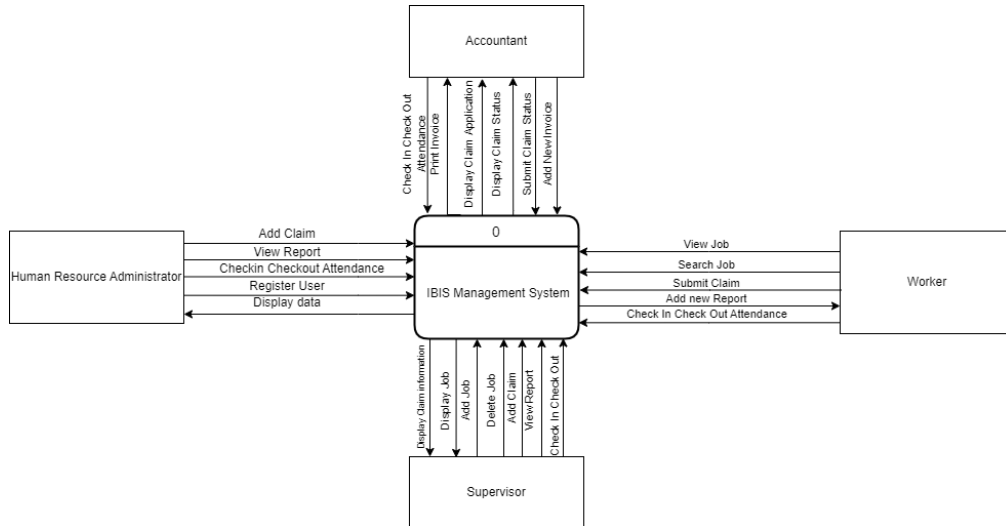 Accountant
Check In Check Out
Attendance
Print Invoice
Display Claim Application
Display Claim Status
Submit Claim Status
Add New Invoice
0
IBIS Management System
Human Resource Administrator
Add Claim
View Report
Checkin Checkout Attendance
Register User
Display data
View Job
Search Job
Submit Claim
Add new Report
Check In Check Out Attendance
Worker
Display Claim information
Display Job
Add Job
Delete Job
Add Claim
View Report
Check In Check Out
Supervisor